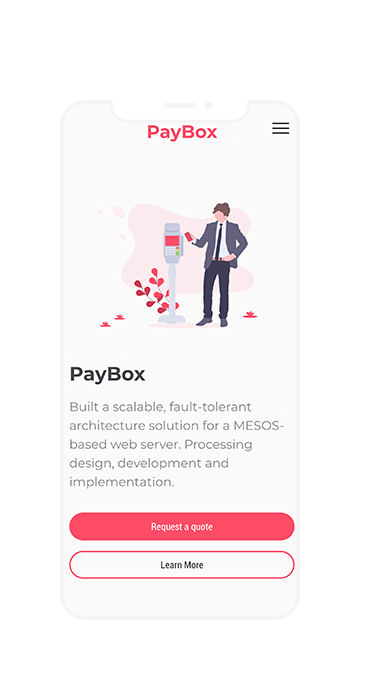 PayBox
PayBox
Built a scalable, fault-tolerant
architecture solution for a MESOS-
based web server. Processing
design, development and
implementation.
Request a quote
Learn More